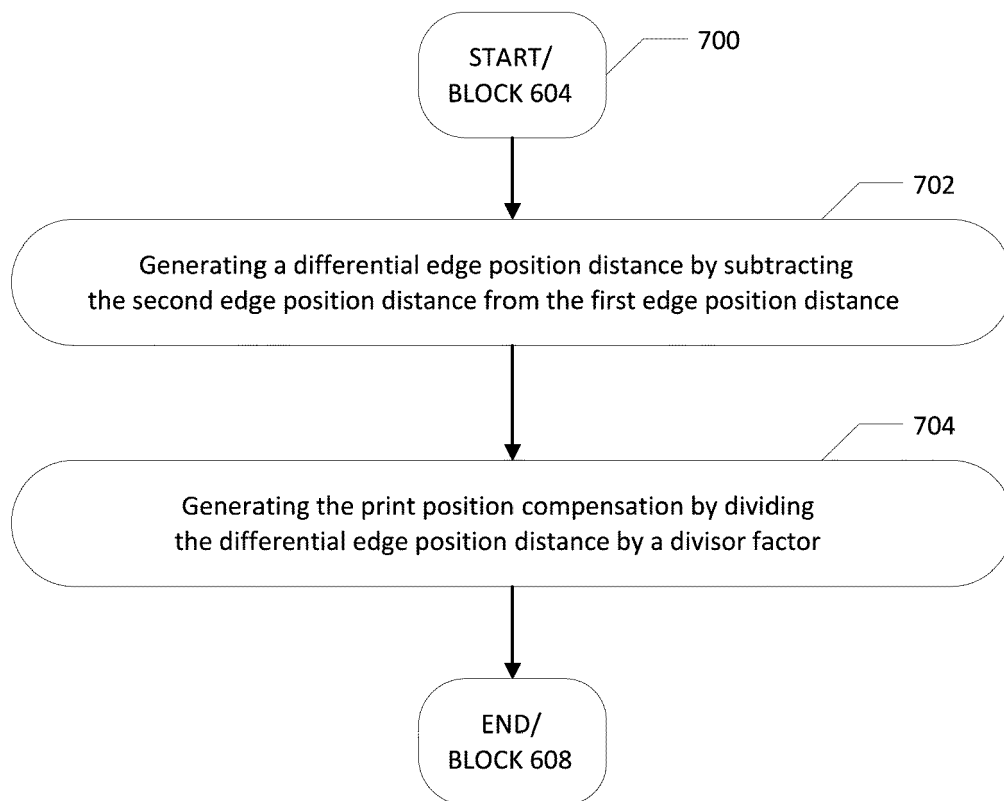 START/
BLOCK 604
700
702
Generating a differential edge position distance by subtracting
the second edge position distance from the first edge position distance
704
Generating the print position compensation by dividing
the differential edge position distance by a divisor factor
END/
BLOCK 608